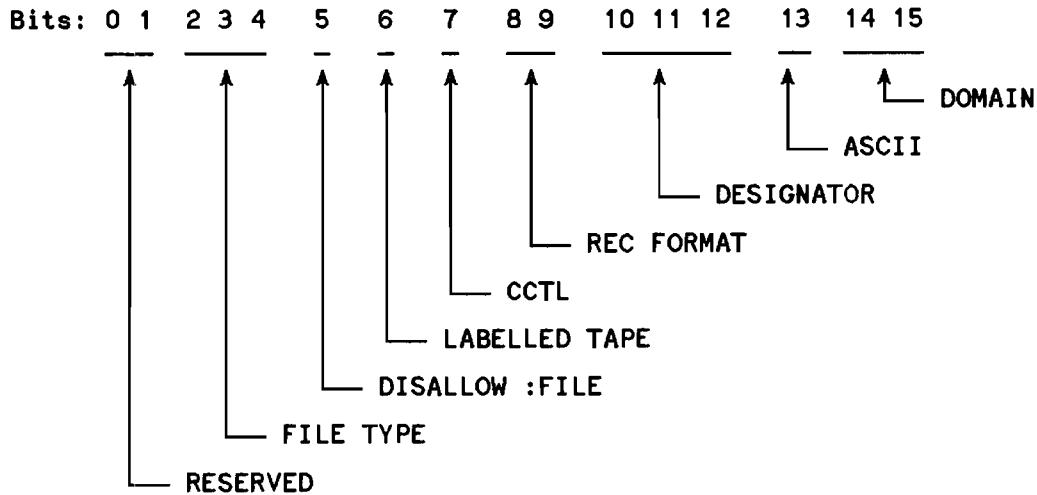 Bits: 0 1 2 3 4 5 6 7 8 9 10 11 12 13 14 15
DOMAIN
ASCII
DESIGNATOR
REC FORMAT
CCTL
LABELLED TAPE
DISALLOW :FILE
FILE TYPE
RESERVED